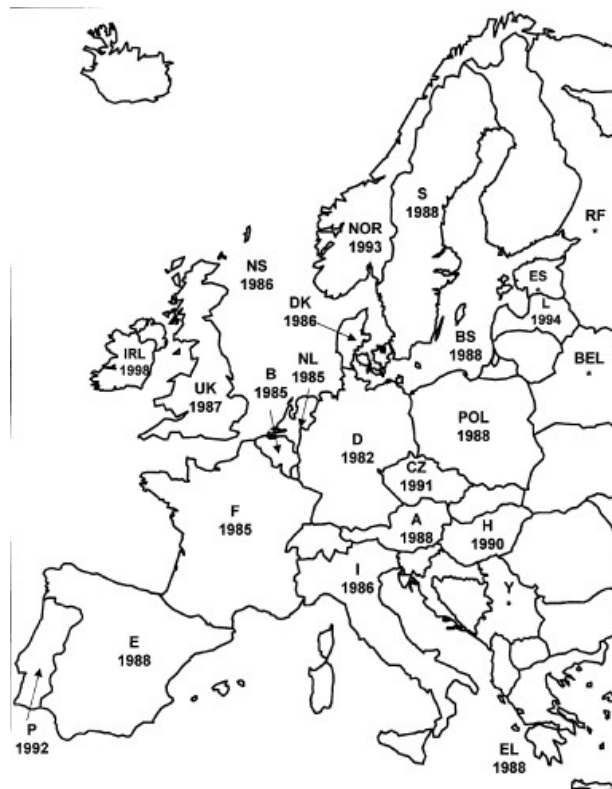 S
1988
RF
*
NOR
1993
NS
1986
ES
*
DK
1986
L
1994
BS
1988
IRL
1998
NL
1985
B
1985
BEL
*
UK
1987
POL
1988
D
1982
CZ
1991
F
1985
A
1988
H
1990
I
1986
Y
*
E
1988
P
1992
EL
1988